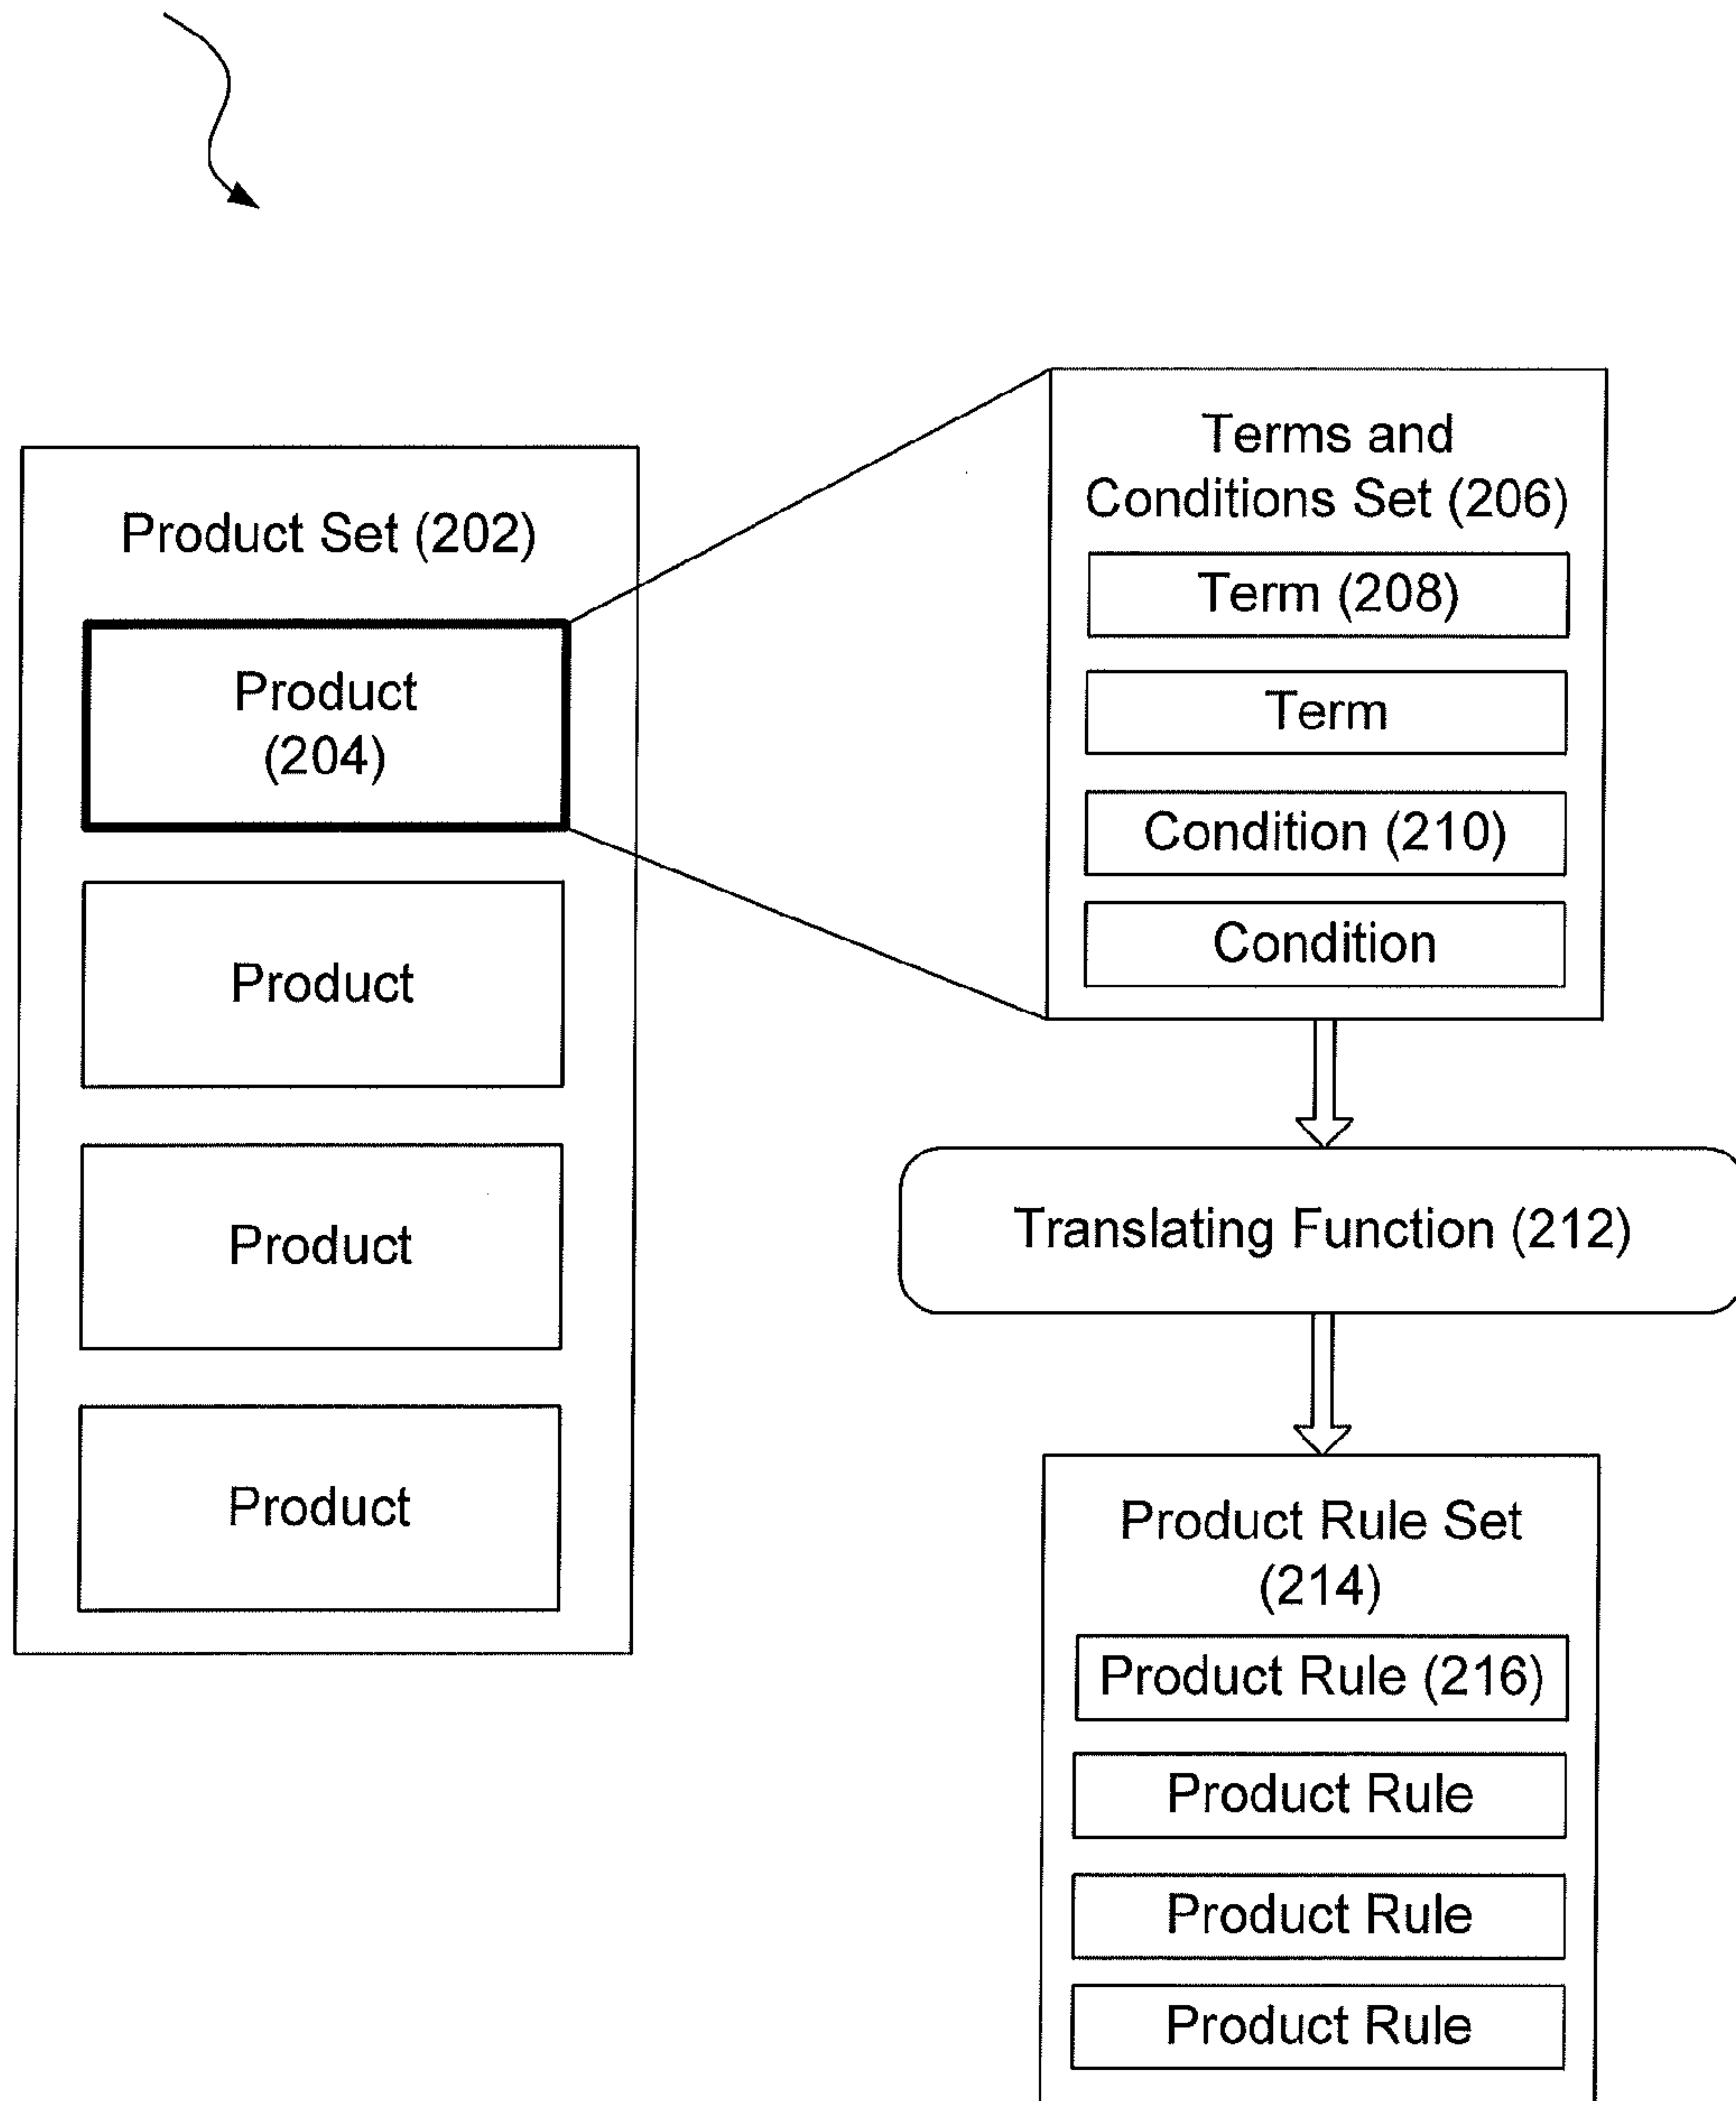 Product Set (202)
Product
(204)
Product
Product
Product
Terms and
Conditions Set (206)
Term (208)
Term
Condition (210)
Condition
Translating Function (212)
Product Rule Set
(214)
Product Rule (216)
Product Rule
Product Rule
Product Rule